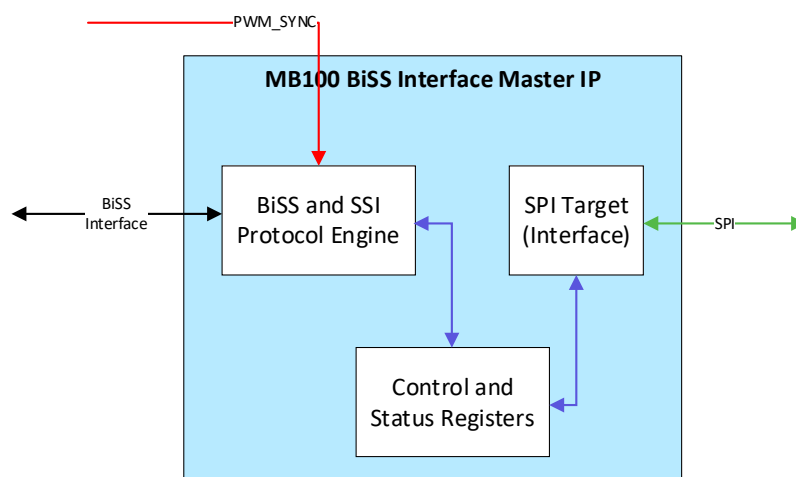 PWM_SYNC
MB100 BiSS Interface Master IP
BiSS
Interface
BiSS and SSI
Protocol Engine
SPI Target
(Interface)
SPI
Control and
Status Registers